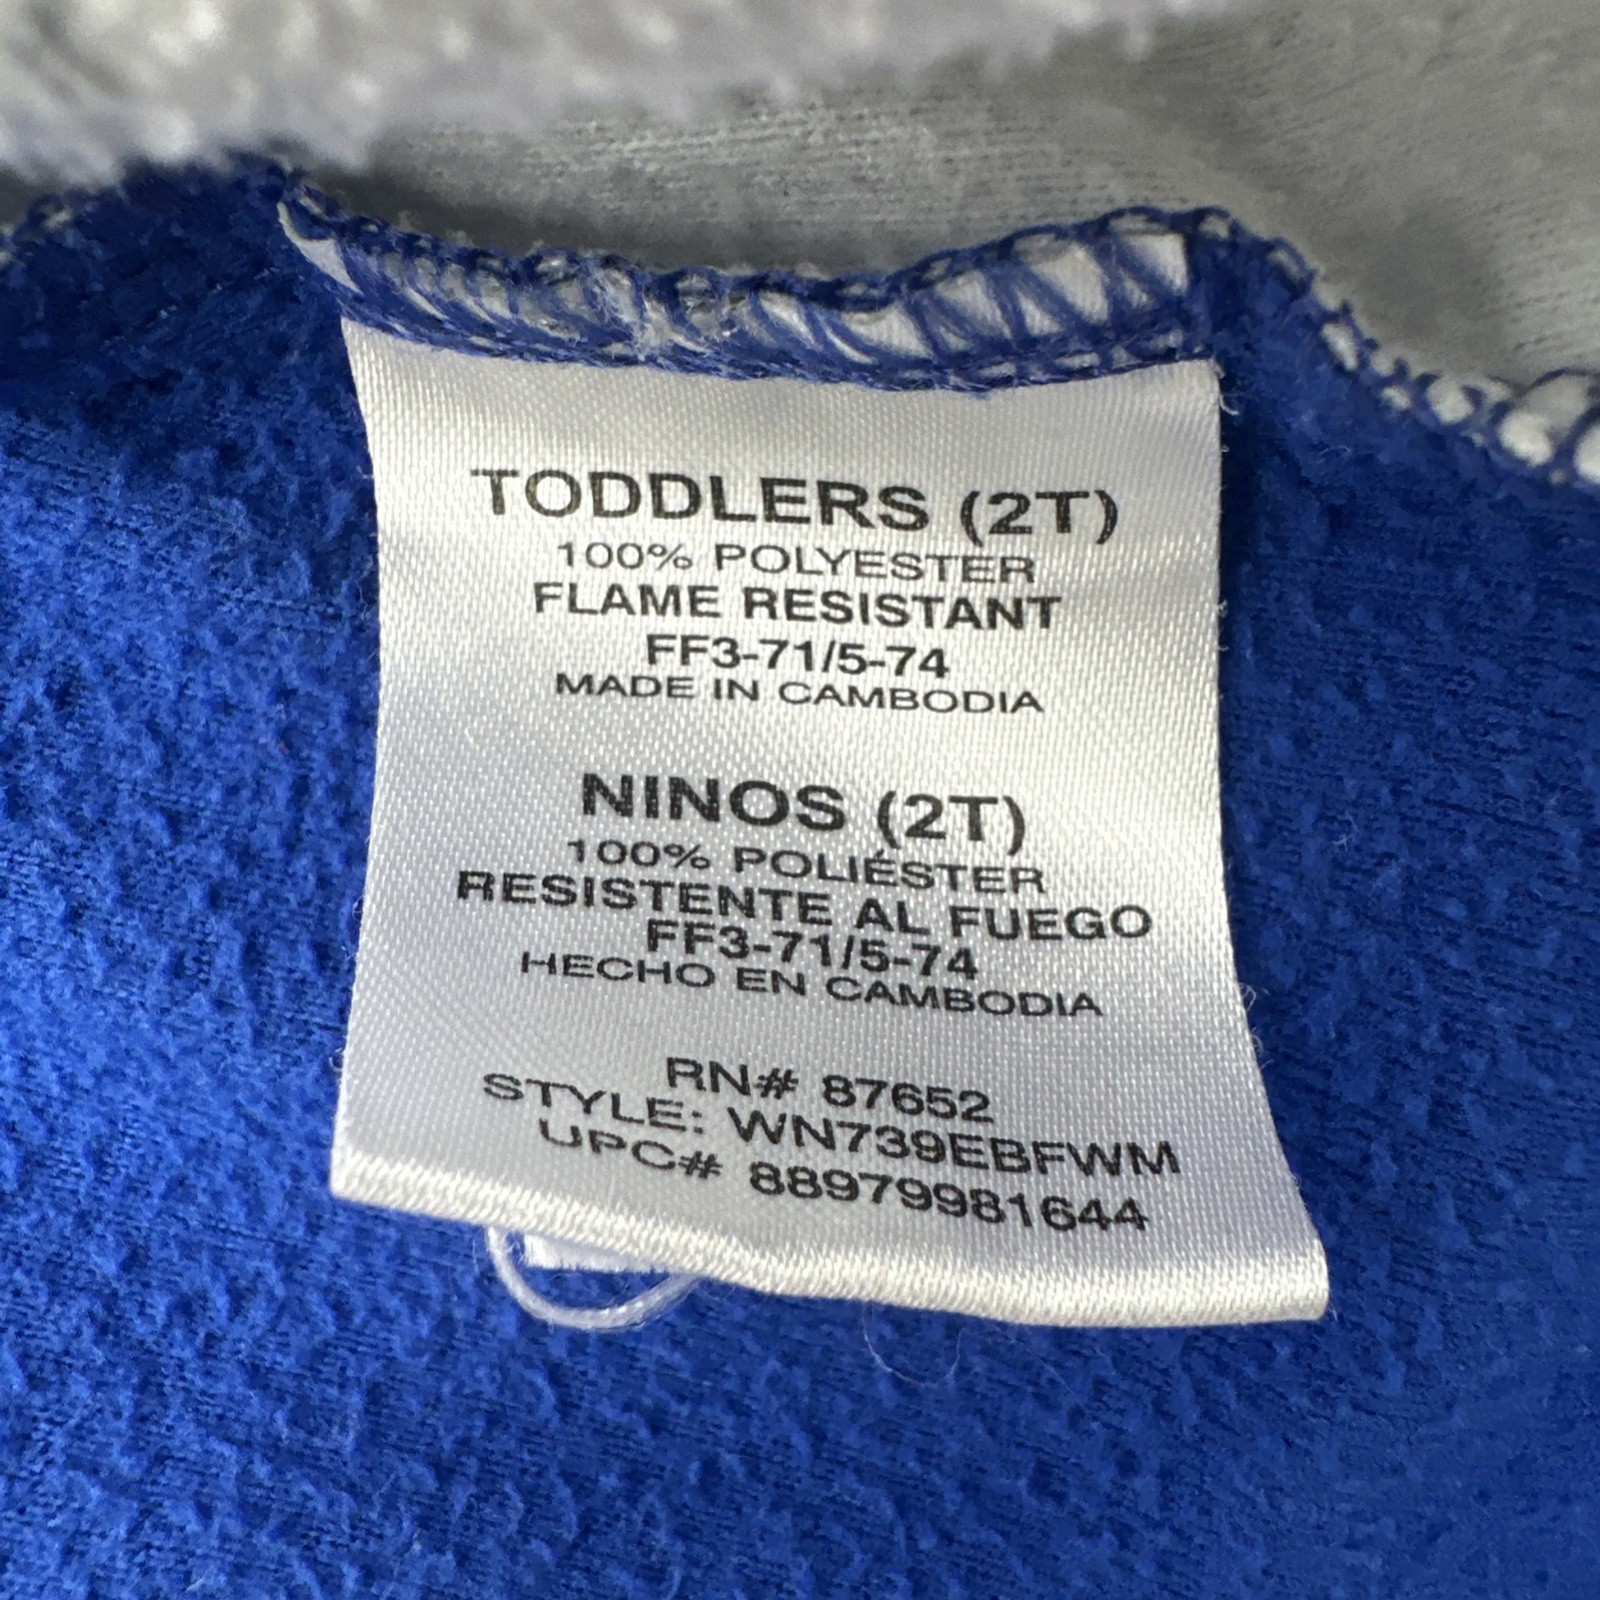 TODDLERS (2T)
100% POLYESTER
FLAME RESISTANT
FF3-71/5-74
MADE IN CAMBODIA
NINOS (2T)
100% POLIÉSTER
RESISTENTE AL FUEGO
FF3-71/5-74
HECHO EN CAMBODIA
RN# 87652
STYLE: WN739EBFWM
UPC# 88979981644